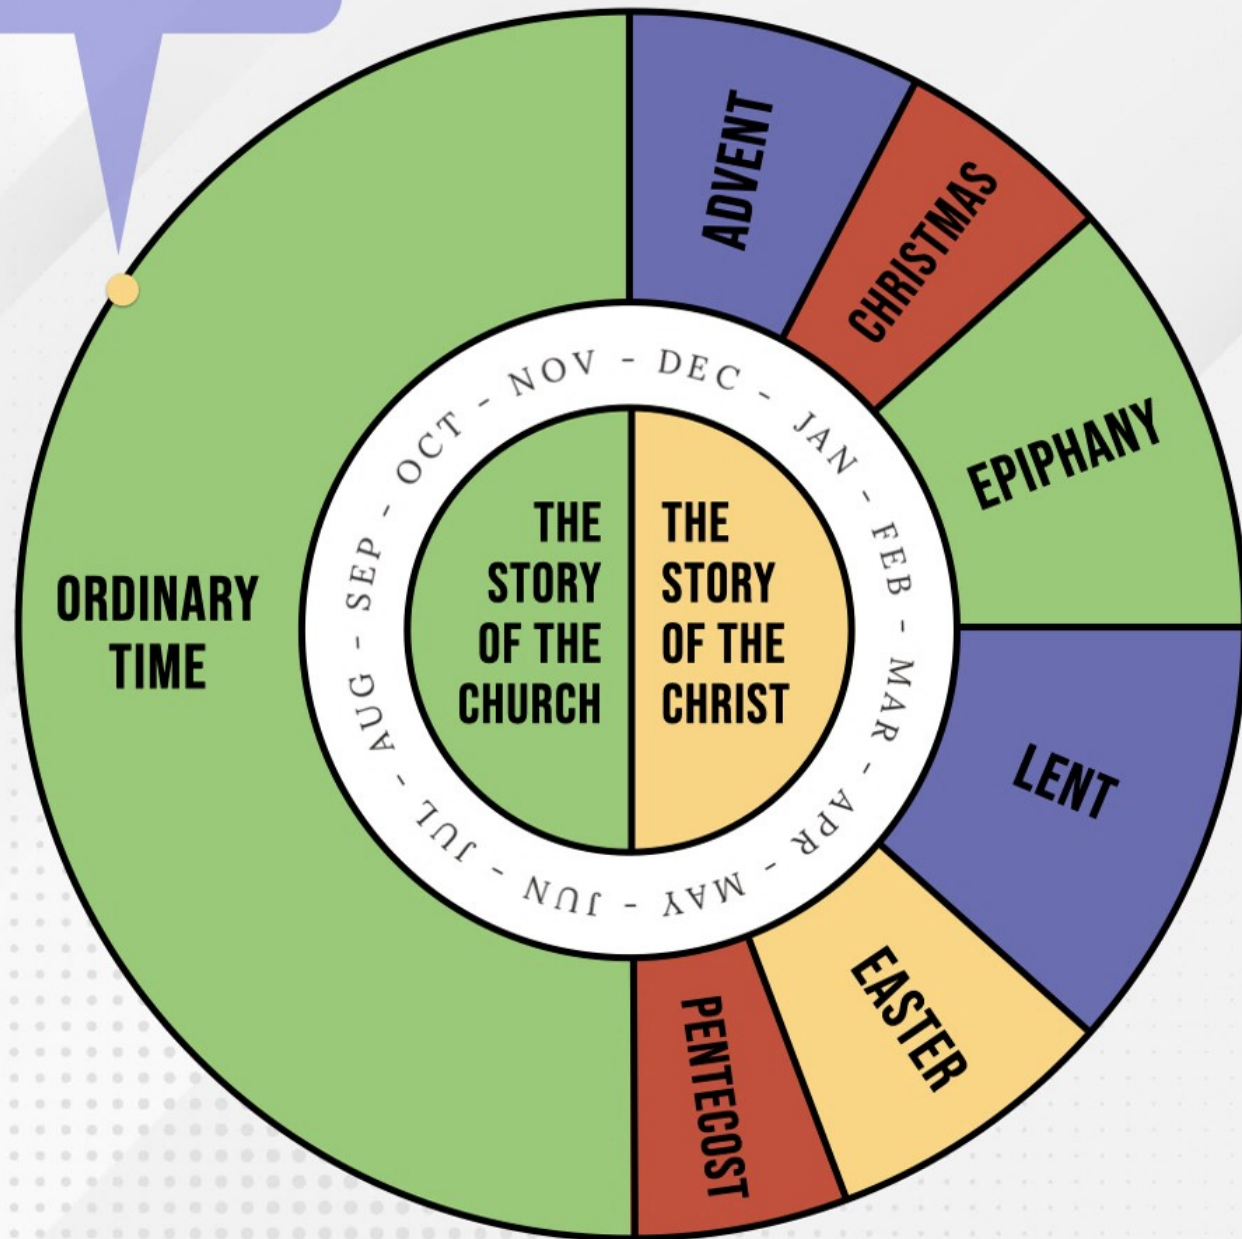 ADVENT
CHRISTMAS
EPIPHANY
LENT
EASTER
PENTECOST
ORDINARY
TIME
DEC - JAN - FEB - MAR - APR - MAY - JUN - JUL - AUG - SEP - OCT - NOV -
THE
STORY
OF THE
CHURCH
THE
STORY
OF THE
CHRIST